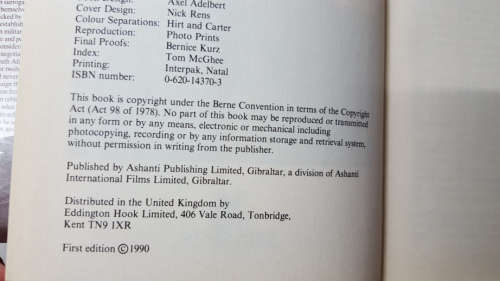 Axel Adelbert
Cover Design: Nick Rens
Colour Separations: Hirt and Carter
Reproduction: Photo Prints
Final Proofs: Bernice Kurz
Index: Tom McGhee
Printing: Interpak, Natal
ISBN number: 0-620-14370-3
This book is copyright under the Berne Convention in terms of the Copyright
Act (Act 98 of 1978). No part of this book may be reproduced or transmitted
in any form or by any means, electronic or mechanical including
photocopying, recording or by any information storage and retrieval system,
without permission in writing from the publisher.
Published by Ashanti Publishing Limited, Gibraltar, a division of Ashanti
International Films Limited, Gibraltar.
Distributed in the United Kingdom by
Eddington Hook Limited, 406 Vale Road, Tonbridge,
Kent TN9 1XR
First edition ©1990